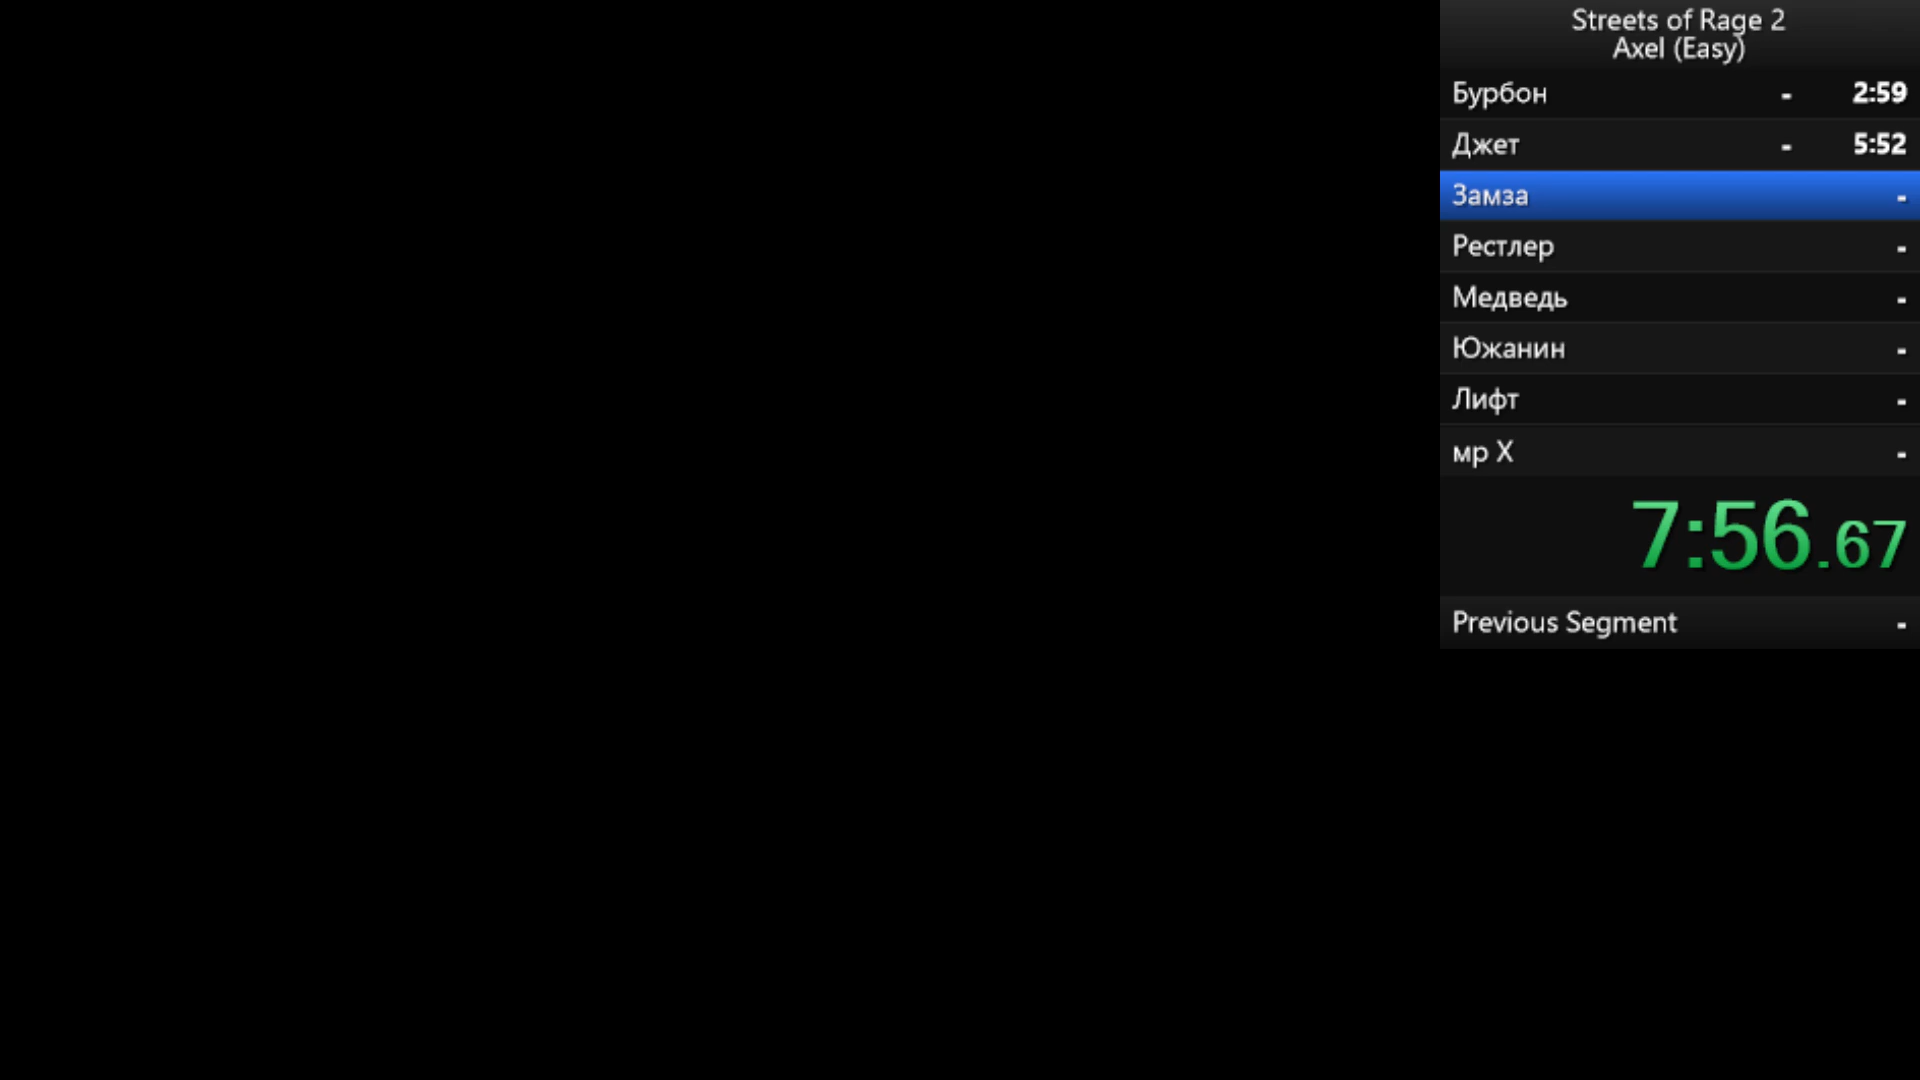 Streets of Rage 2
Axel (Easy)
Бурбон - 2:59
Джет - 5:52
Замза -
Рестлер -
Медведь -
Южанин -
Лифт -
мр Х -
7:56.67
Previous Segment -